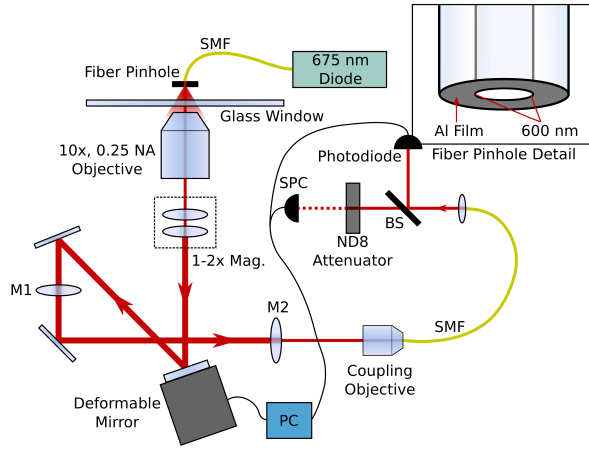 SMF
675 nm
Diode
Fiber Pinhole
Glass Window
Al Film
600 nm
Fiber Pinhole Detail
10x, 0.25 NA
Objective
Photodiode
SPC
BS
ND8
Attenuator
1-2x Mag.
M1
M2
SMF
Coupling
Objective
Deformable
Mirror
PC